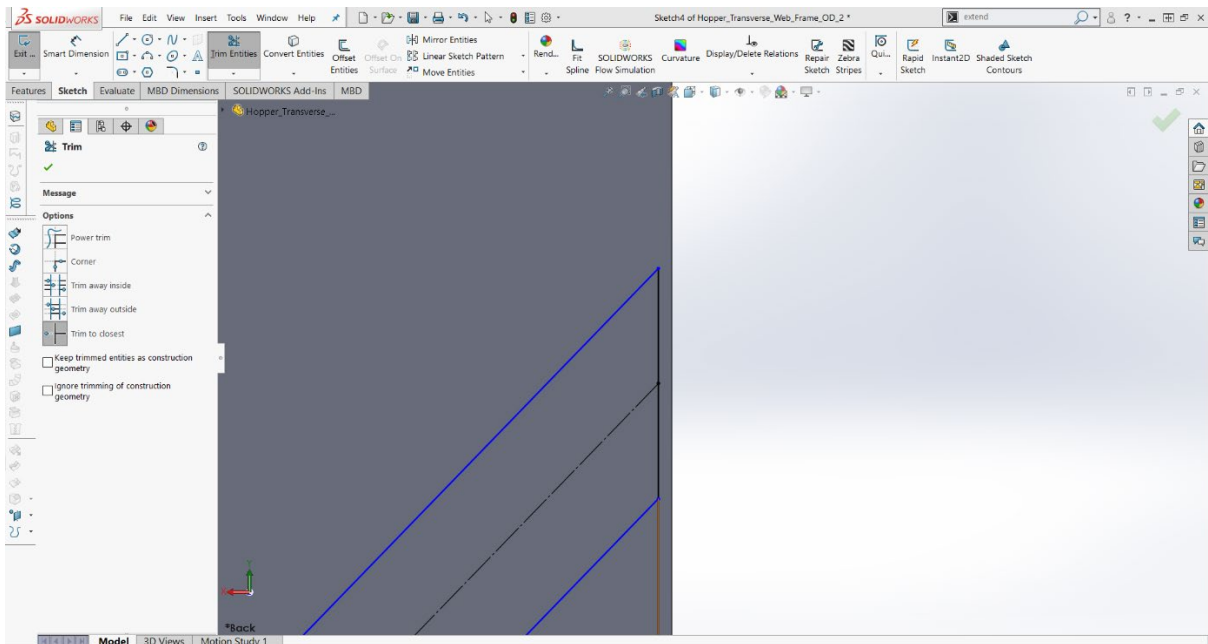 SOLIDWORKS File Edit View Insert Tools Window Help Sketch4 of Hopper_Transverse_Web_Frame_OD_2 * extend
Exit ... Smart Dimension Trim Entities Convert Entities Offset Entities Offset On Surface Mirror Entities Linear Sketch Pattern Move Entities Rend... Fit Spline SOLIDWORKS Flow Simulation Curvature Display/Delete Relations Repair Sketch Zebra Stripes Qui... Rapid Sketch Instant2D Shaded Sketch Contours
Features Sketch Evaluate MBD Dimensions SOLIDWORKS Add-Ins MBD
Hopper_Transverse_...
Trim
Message
Options
Power trim
Corner
Trim away inside
Trim away outside
Trim to closest
Keep trimmed entities as construction
geometry
Ignore trimming of construction
geometry
Y
*Back
Model 3D Views Motion Study 1